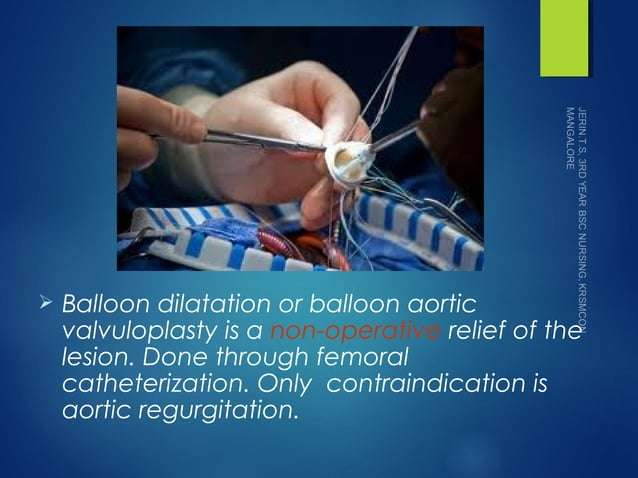 JERIN T.S, 3RD YEAR BSC NURSING, KRSMCON
MANGALORE
➢ Balloon dilatation or balloon aortic
valvuloplasty is a non-operative relief of the
lesion. Done through femoral
catheterization. Only  contraindication is
aortic regurgitation.